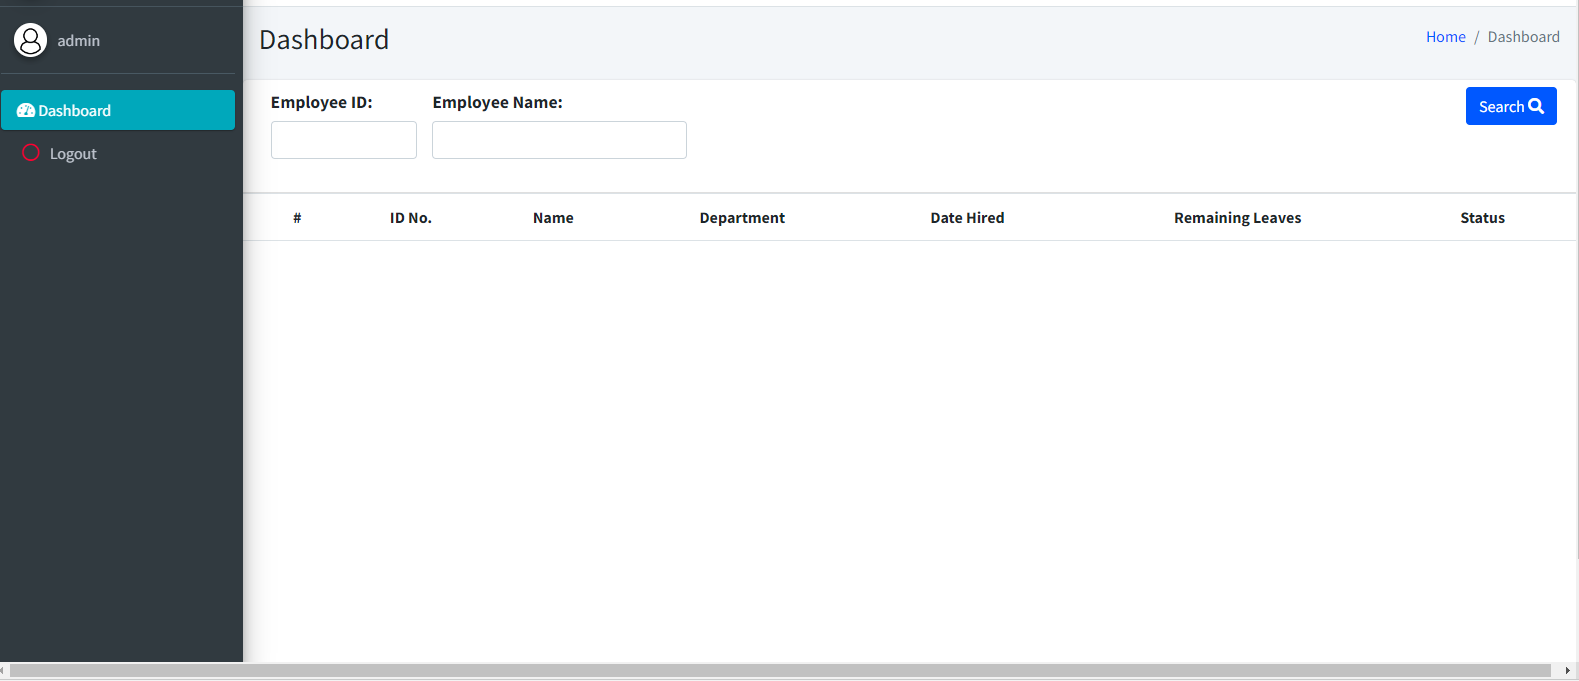 admin
Dashboard
Logout
Dashboard
Home / Dashboard
Employee ID: Employee Name:
Search
# ID No. Name Department Date Hired Remaining Leaves Status